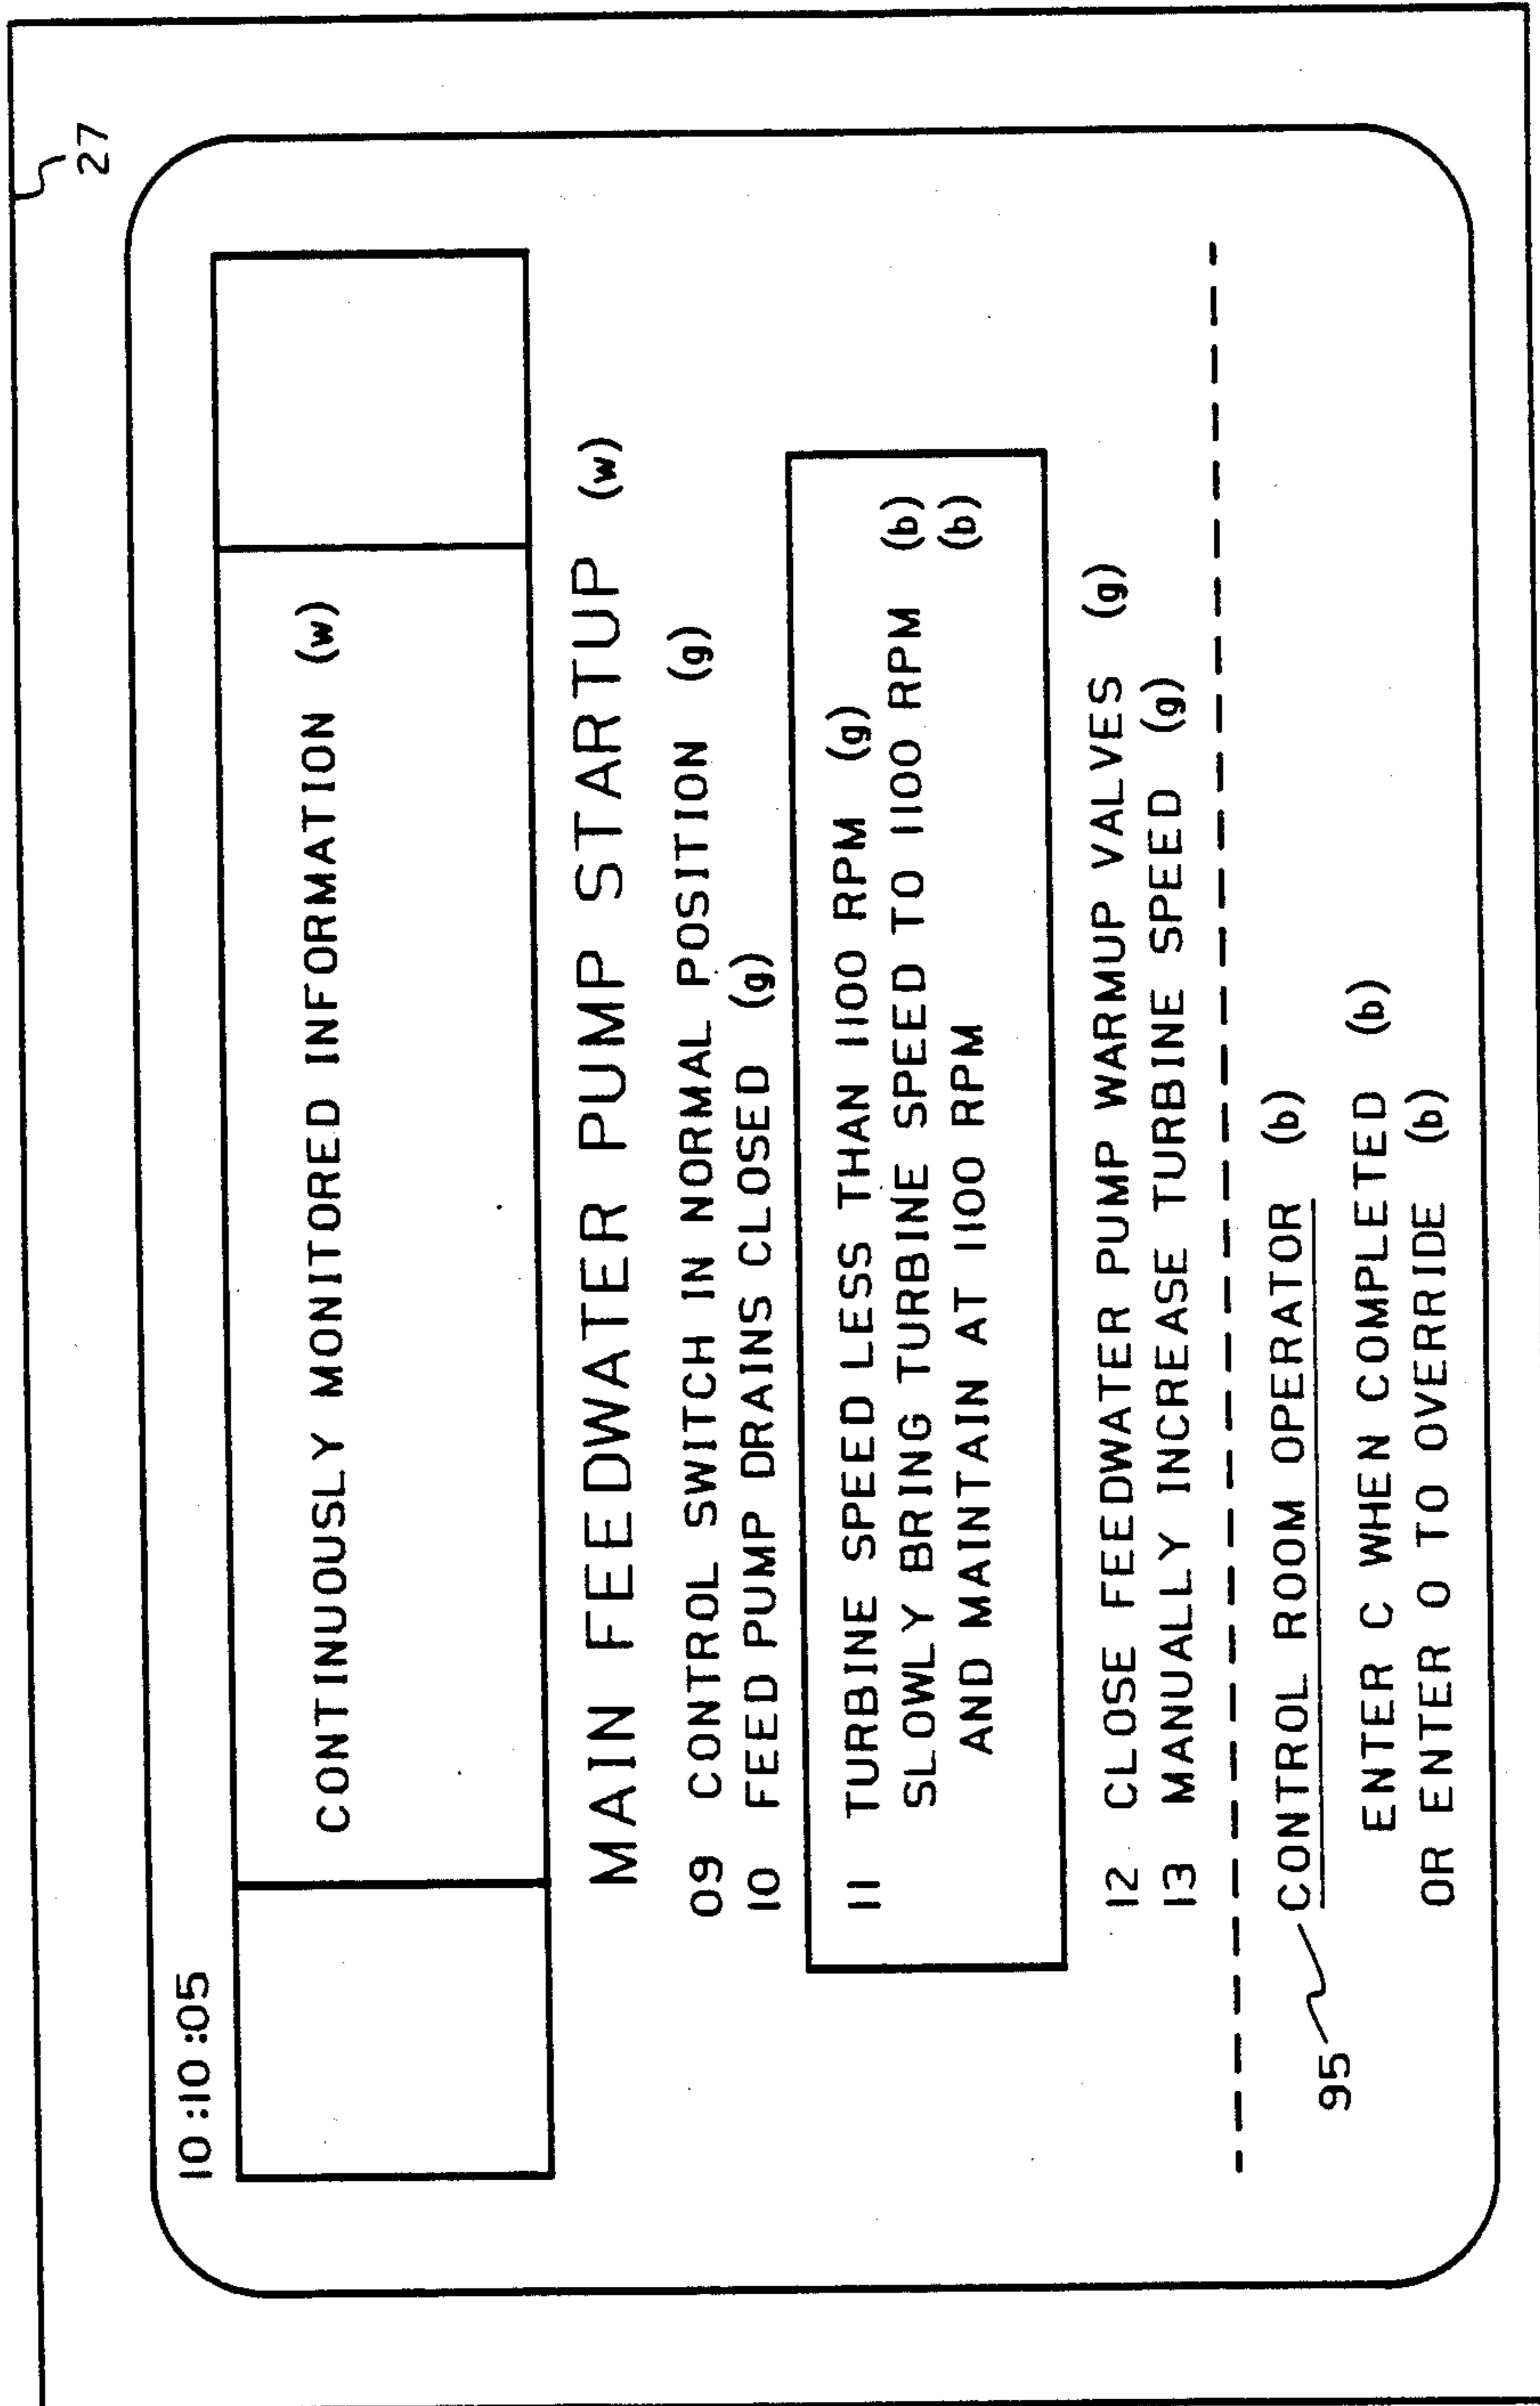 27
10:10:05
CONTINUOUSLY MONITORED INFORMATION (w)
MAIN FEEDWATER PUMP STARTUP (w)
09 CONTROL SWITCH IN NORMAL POSITION (g)
10 FEED PUMP DRAINS CLOSED (g)
11 TURBINE SPEED LESS THAN 1100 RPM (g)
SLOWLY BRING TURBINE SPEED TO 1100 RPM (b)
AND MAINTAIN AT 1100 RPM (b)
12 CLOSE FEEDWATER PUMP WARMUP VALVES (g)
13 MANUALLY INCREASE TURBINE SPEED (g)
95 CONTROL ROOM OPERATOR (b)
ENTER C WHEN COMPLETED (b)
OR ENTER O TO OVERRIDE (b)